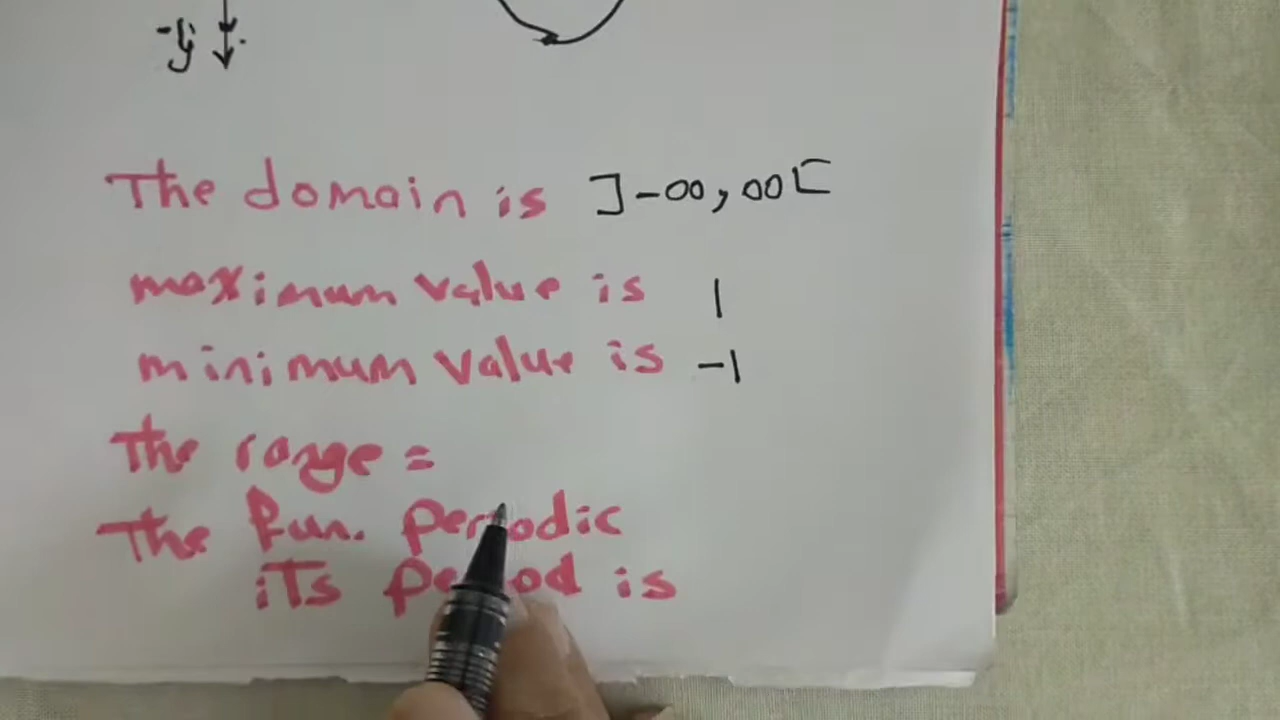 -y
The domain is ]-∞,∞[
maximum value is 1
minimum value is -1
The range =
The fun. periodic
iTs period is